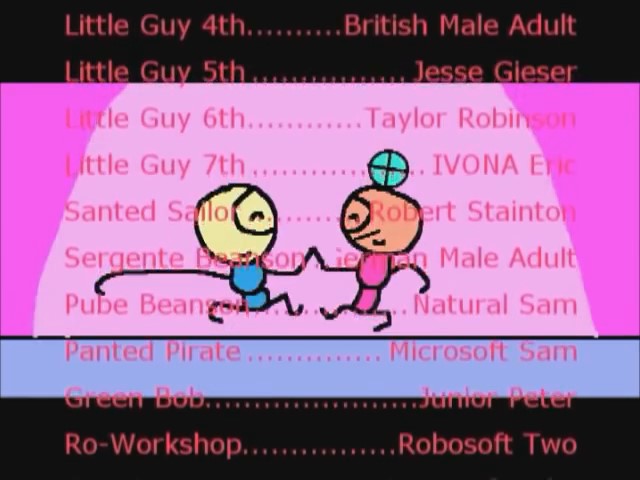 Little Guy 4th..........British Male Adult
Little Guy 5th................Jesse Gieser
Little Guy 6th............Taylor Robinson
Little Guy 7th.................IVONA Eric
Santed Sailor............Robert Stainton
Sergente Beanson..German Male Adult
Pube Beanson...............Natural Sam
Panted Pirate..............Microsoft Sam
Green Bob......................Junior Peter
Ro-Workshop................Robosoft Two